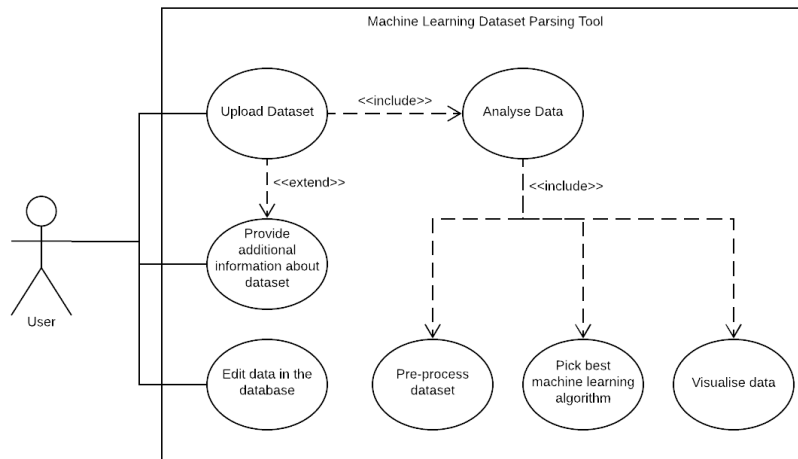 Machine Learning Dataset Parsing Tool
Upload Dataset
<<include>>
Analyse Data
<<extend>>
<<include>>
Provide
additional
information about
dataset
User
Edit data in the
database
Pre-process
dataset
Pick best
machine learning
algorithm
Visualise data